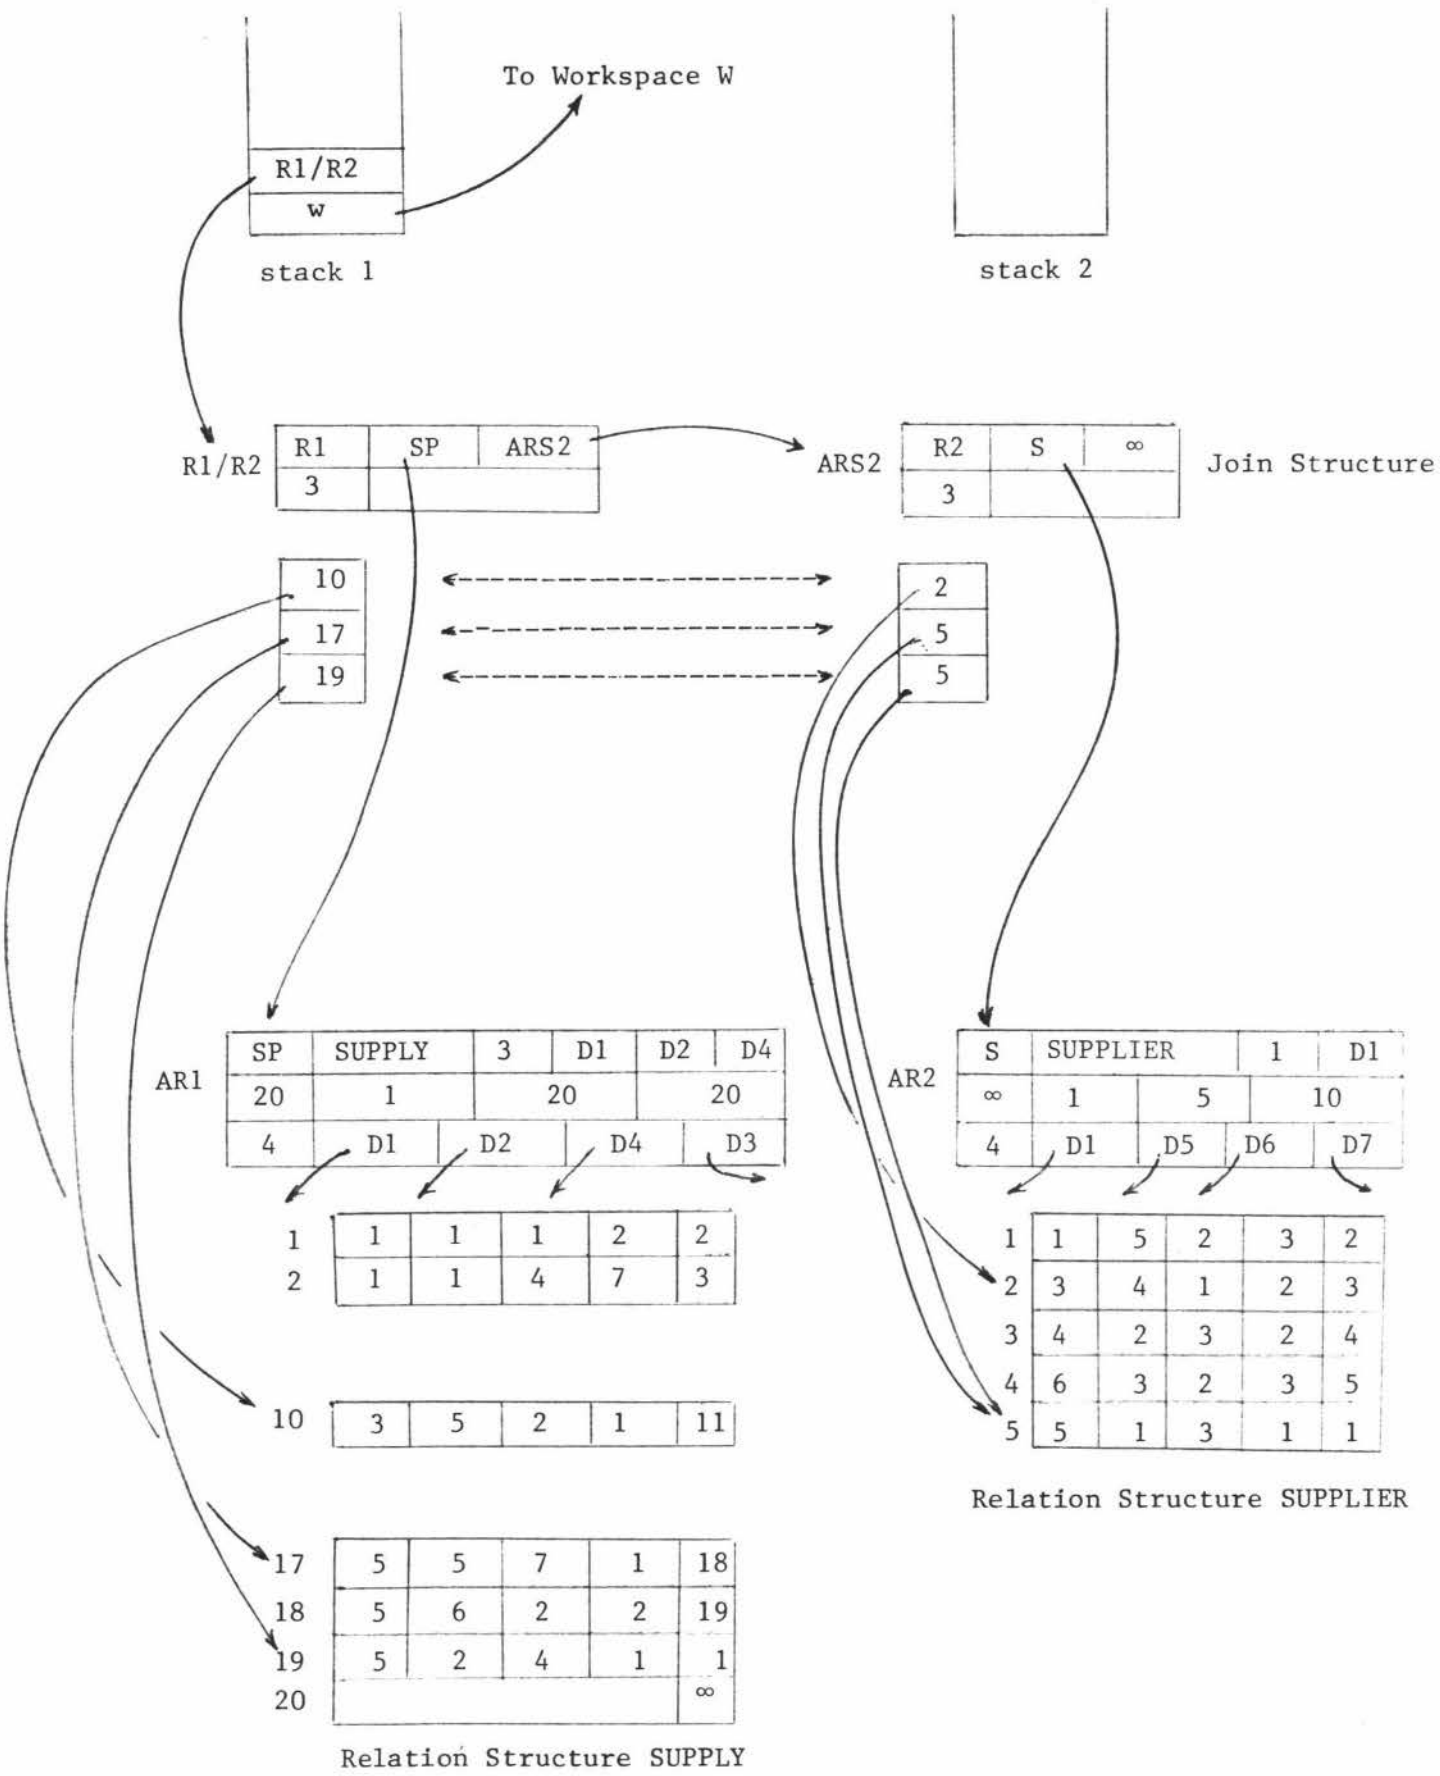 To Workspace W
R1/R2
w
stack 1
stack 2
R1/R2
R1 SP ARS2
3
ARS2
R2 S ∞
3
Join Structure
10
17
19
2
5
5
AR1
SP SUPPLY 3 D1 D2 D4
20 1 20 20
4 D1 D2 D4 D3
1 1 1 1 2 2
2 1 1 4 7 3
10 3 5 2 1 11
17 5 5 7 1 18
18 5 6 2 2 19
19 5 2 4 1 1
20 ∞
Relation Structure SUPPLY
AR2
S SUPPLIER 1 D1
∞ 1 5 10
4 D1 D5 D6 D7
1 1 5 2 3 2
2 3 4 1 2 3
3 4 2 3 2 4
4 6 3 2 3 5
5 5 1 3 1 1
Relation Structure SUPPLIER